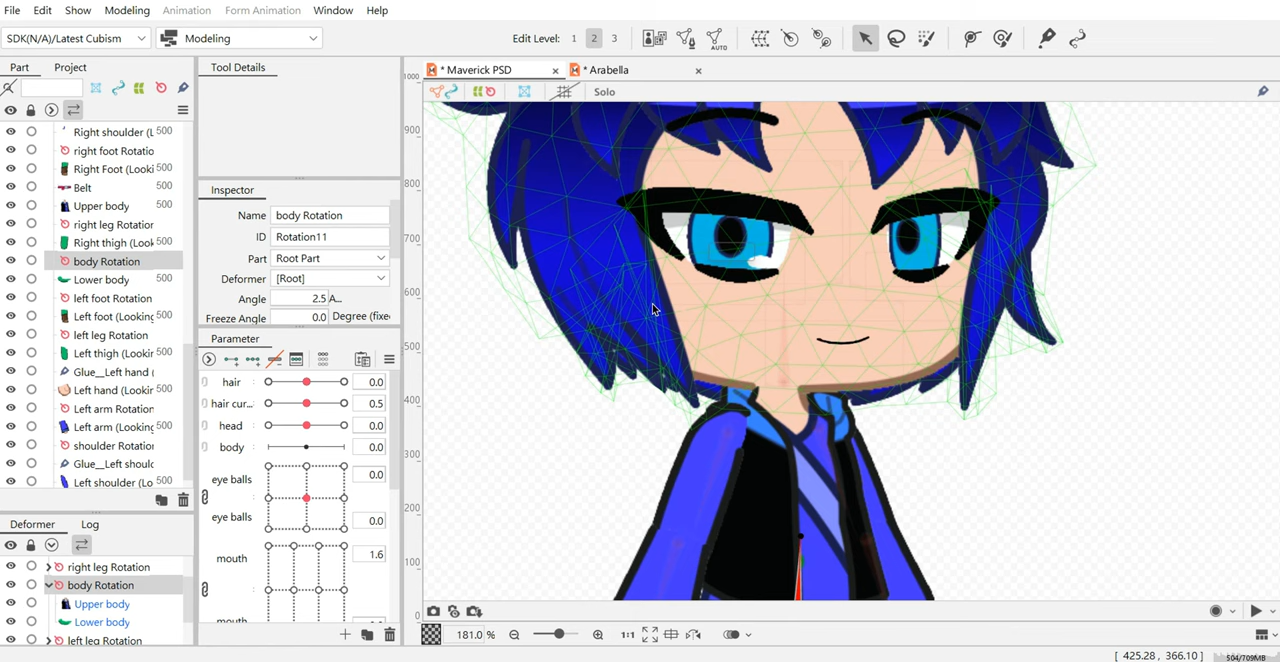 File Edit Show Modeling Animation Form Animation Window Help
SDK(N/A)/Latest Cubism Modeling Edit Level: 1 2 3 AUTO
Part Project
Tool Details
* Maverick PSD × * Arabella ×
Solo
Right shoulder (L 500
right foot Rotatio
Right Foot (Looki 500
Belt 500
Upper body 500
right leg Rotation
Right thigh (Look 500
body Rotation
Lower body 500
left foot Rotation
Left foot (Looking 500
left leg Rotation
Left thigh (Lookin 500
Glue__Left hand (
Left hand (Lookin 500
Left arm Rotation
Left arm (Looking 500
shoulder Rotation
Glue__Left should
Left shoulder (Lo 500
Deformer Log
right leg Rotation
body Rotation
Upper body
Lower body
left leg Rotation
Inspector
Name body Rotation
ID Rotation11
Part Root Part
Deformer [Root]
Angle 2.5 A...
Freeze Angle 0.0 Degree (fixe
Parameter
hair : 0.0
hair cur... : 0.5
head : 0.0
body : 0.0
eye balls 0.0
eye balls 0.0
mouth 1.6
mouth
1000
900
800
700
600
500
400
300
200
100
0
181.0 % 1:1
[ 425.28, 366.10 ] 504/709MB